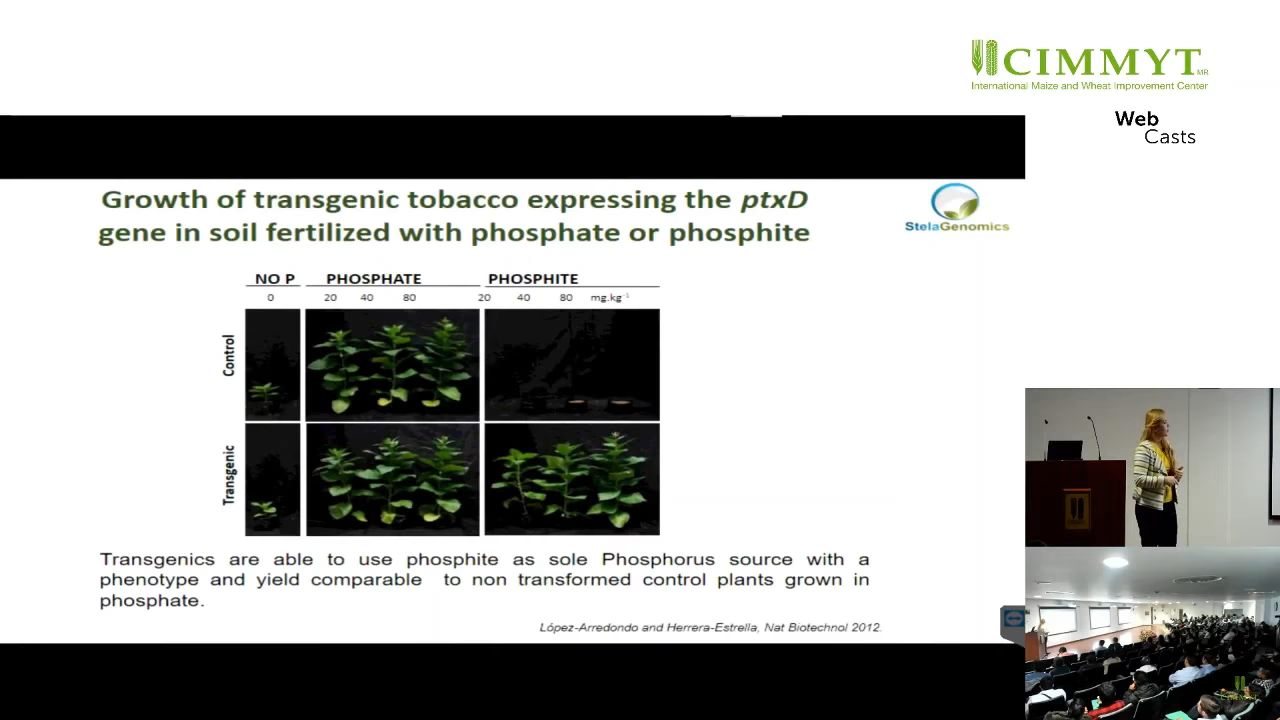 CIMMYT MR
International Maize and Wheat Improvement Center
Web
Casts
Growth of transgenic tobacco expressing the ptxD
gene in soil fertilized with phosphate or phosphite
StelaGenomics
NO P PHOSPHATE PHOSPHITE
0 20 40 80 20 40 80 mg.kg⁻¹
Control
Transgenic
Transgenics are able to use phosphite as sole Phosphorus source with a
phenotype and yield comparable to non transformed control plants grown in
phosphate.
López-Arredondo and Herrera-Estrella, Nat Biotechnol 2012.